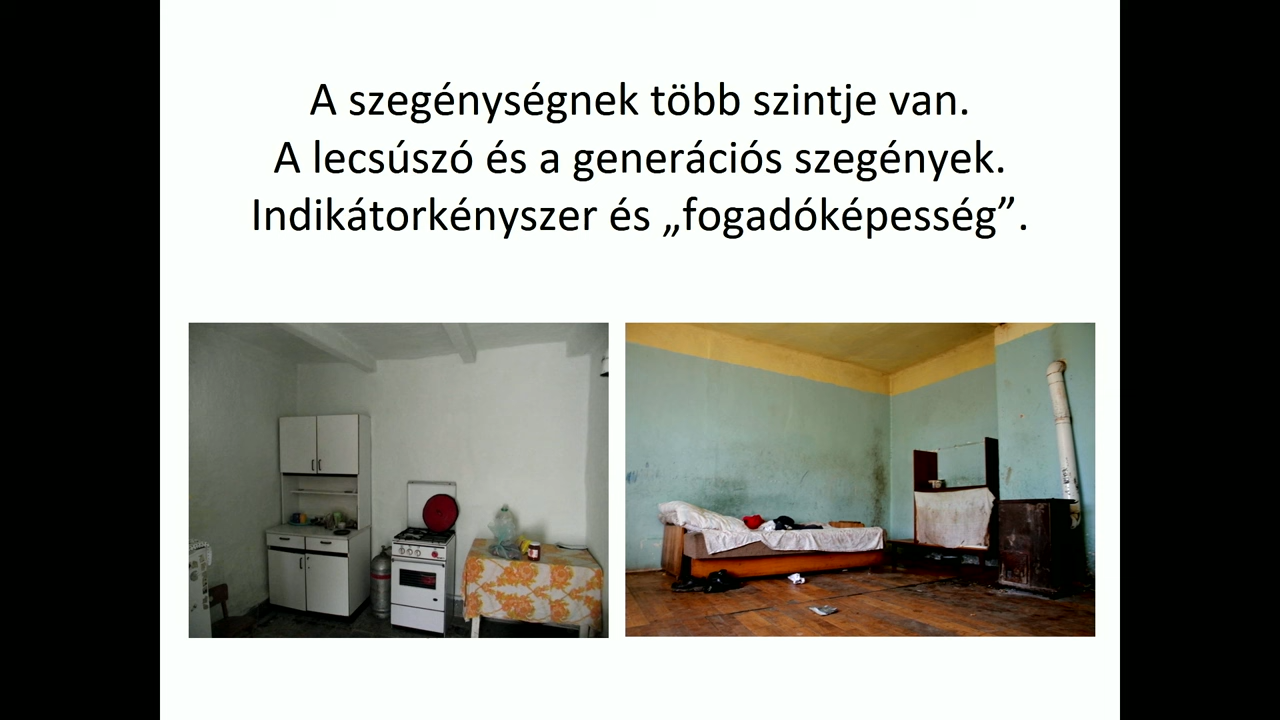 A szegénységnek több szintje van.
A lecsúszó és a generációs szegények.
Indikátorkényszer és „fogadóképesség”.